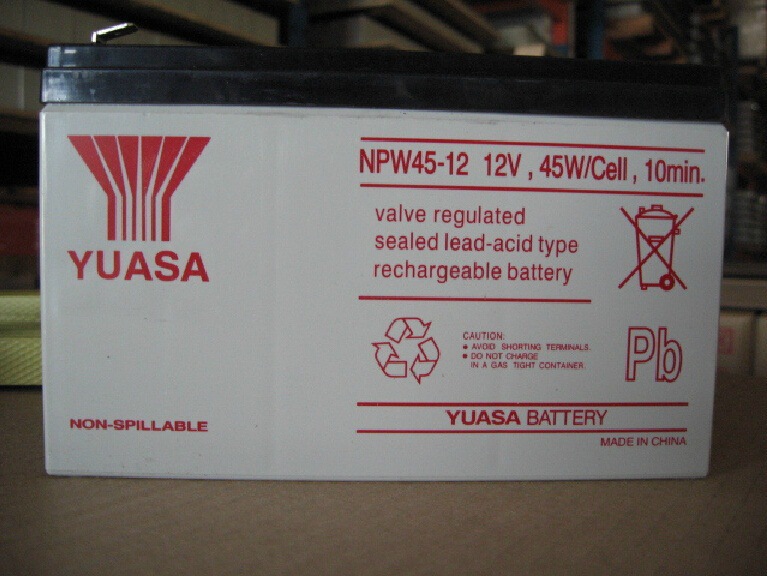 YUASA
NPW45-12 12V , 45W/Cell , 10min.
valve regulated
sealed lead-acid type
rechargeable battery
CAUTION:
• AVOID SHORTING TERMINALS.
• DO NOT CHARGE
IN A GAS TIGHT CONTAINER.
Pb
NON-SPILLABLE
YUASA BATTERY
MADE IN CHINA